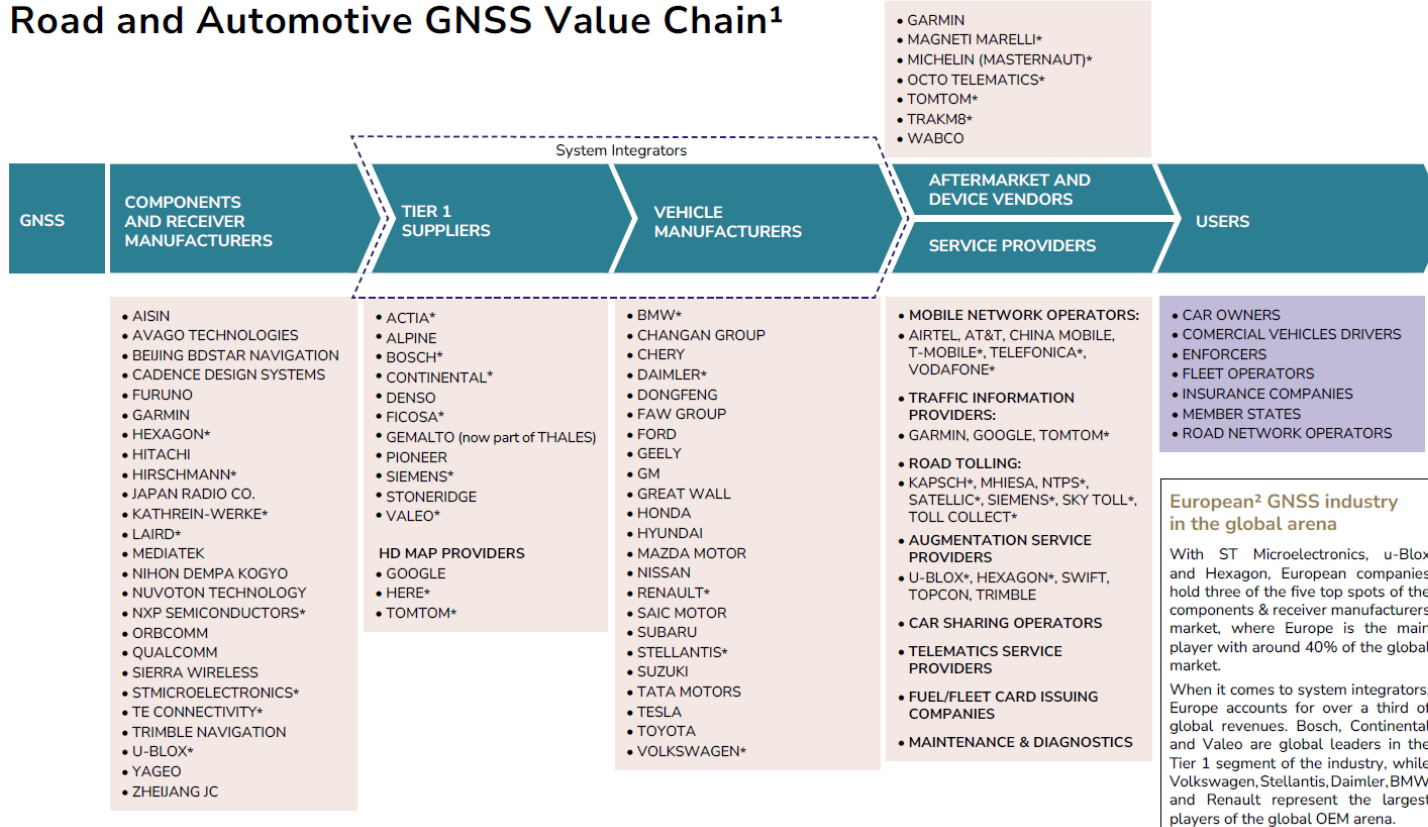 Road and Automotive GNSS Value Chain¹
• GARMIN
• MAGNETI MARELLI*
• MICHELIN (MASTERNAUT)*
• OCTO TELEMATICS*
• TOMTOM*
• TRAKM8*
• WABCO
System Integrators
GNSS
COMPONENTS
AND RECEIVER
MANUFACTURERS
TIER 1
SUPPLIERS
VEHICLE
MANUFACTURERS
AFTERMARKET AND
DEVICE VENDORS
SERVICE PROVIDERS
USERS
• AISIN
• AVAGO TECHNOLOGIES
• BEIJING BDSTAR NAVIGATION
• CADENCE DESIGN SYSTEMS
• FURUNO
• GARMIN
• HEXAGON*
• HITACHI
• HIRSCHMANN*
• JAPAN RADIO CO.
• KATHREIN-WERKE*
• LAIRD*
• MEDIATEK
• NIHON DEMPA KOGYO
• NUVOTON TECHNOLOGY
• NXP SEMICONDUCTORS*
• ORBCOMM
• QUALCOMM
• SIERRA WIRELESS
• STMICROELECTRONICS*
• TE CONNECTIVITY*
• TRIMBLE NAVIGATION
• U-BLOX*
• YAGEO
• ZHEIJANG JC
• ACTIA*
• ALPINE
• BOSCH*
• CONTINENTAL*
• DENSO
• FICOSA*
• GEMALTO (now part of THALES)
• PIONEER
• SIEMENS*
• STONERIDGE
• VALEO*
HD MAP PROVIDERS
• GOOGLE
• HERE*
• TOMTOM*
• BMW*
• CHANGAN GROUP
• CHERY
• DAIMLER*
• DONGFENG
• FAW GROUP
• FORD
• GEELY
• GM
• GREAT WALL
• HONDA
• HYUNDAI
• MAZDA MOTOR
• NISSAN
• RENAULT*
• SAIC MOTOR
• SUBARU
• STELLANTIS*
• SUZUKI
• TATA MOTORS
• TESLA
• TOYOTA
• VOLKSWAGEN*
• MOBILE NETWORK OPERATORS:
• AIRTEL, AT&T, CHINA MOBILE,
T-MOBILE*, TELEFONICA*,
VODAFONE*
• TRAFFIC INFORMATION
PROVIDERS:
• GARMIN, GOOGLE, TOMTOM*
• ROAD TOLLING:
• KAPSCH*, MHIESA, NTPS*,
SATELLIC*, SIEMENS*, SKY TOLL*,
TOLL COLLECT*
• AUGMENTATION SERVICE
PROVIDERS
• U-BLOX*, HEXAGON*, SWIFT,
TOPCON, TRIMBLE
• CAR SHARING OPERATORS
• TELEMATICS SERVICE
PROVIDERS
• FUEL/FLEET CARD ISSUING
COMPANIES
• MAINTENANCE & DIAGNOSTICS
• CAR OWNERS
• COMERCIAL VEHICLES DRIVERS
• ENFORCERS
• FLEET OPERATORS
• INSURANCE COMPANIES
• MEMBER STATES
• ROAD NETWORK OPERATORS
European² GNSS industry
in the global arena
With ST Microelectronics, u-Blox
and Hexagon, European companies
hold three of the five top spots of the
components & receiver manufacturers
market, where Europe is the main
player with around 40% of the global
market.
When it comes to system integrators,
Europe accounts for over a third of
global revenues. Bosch, Continental
and Valeo are global leaders in the
Tier 1 segment of the industry, while
Volkswagen, Stellantis, Daimler, BMW
and Renault represent the largest
players of the global OEM arena.